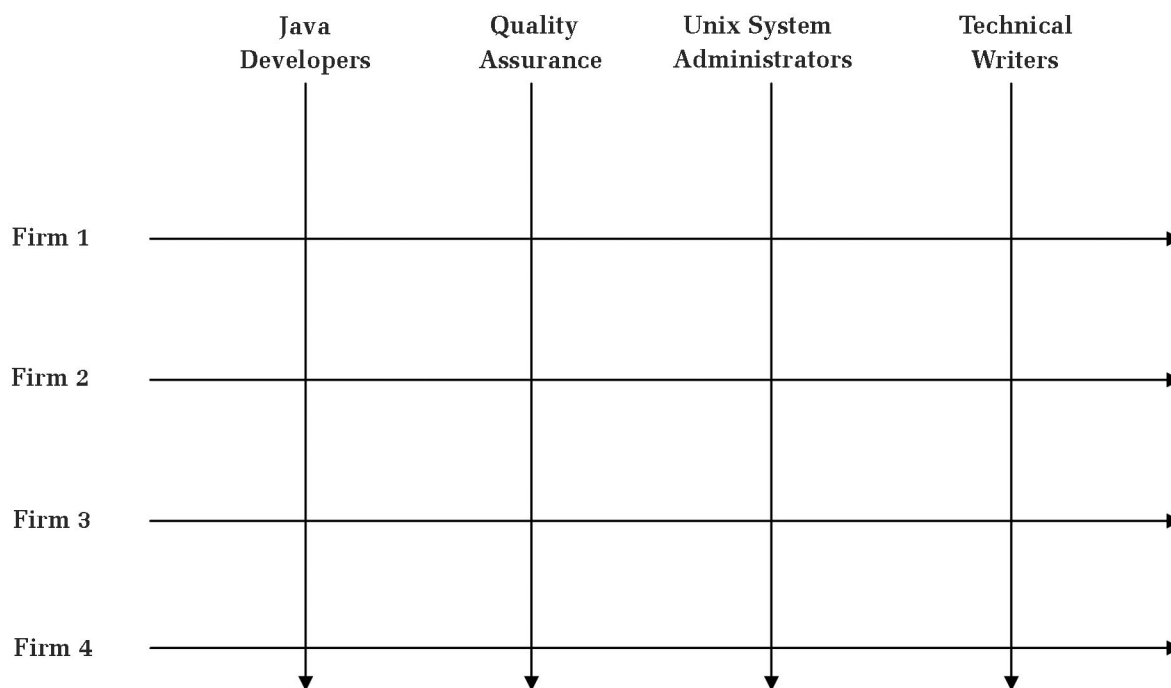 Java
Developers
Quality
Assurance
Unix System
Administrators
Technical
Writers
Firm 1
Firm 2
Firm 3
Firm 4